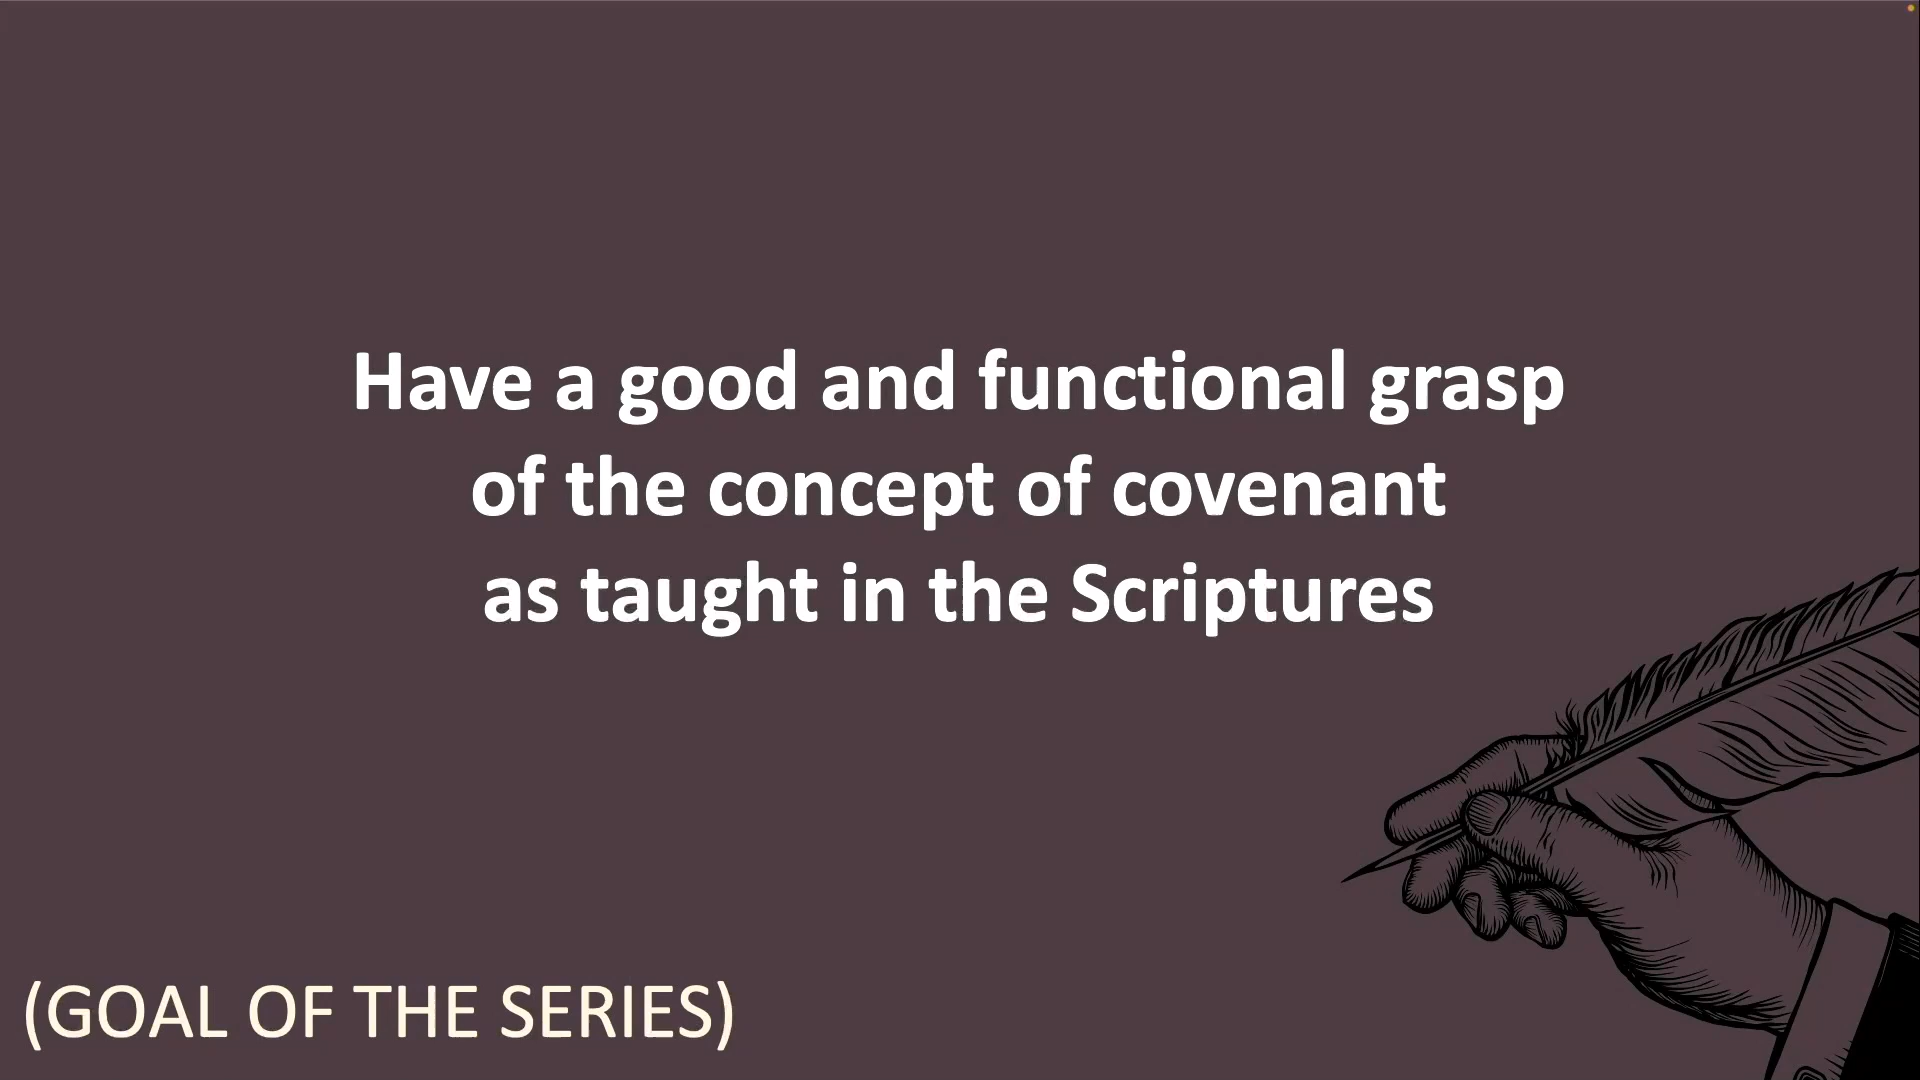 Have a good and functional grasp
of the concept of covenant
as taught in the Scriptures
(GOAL OF THE SERIES)